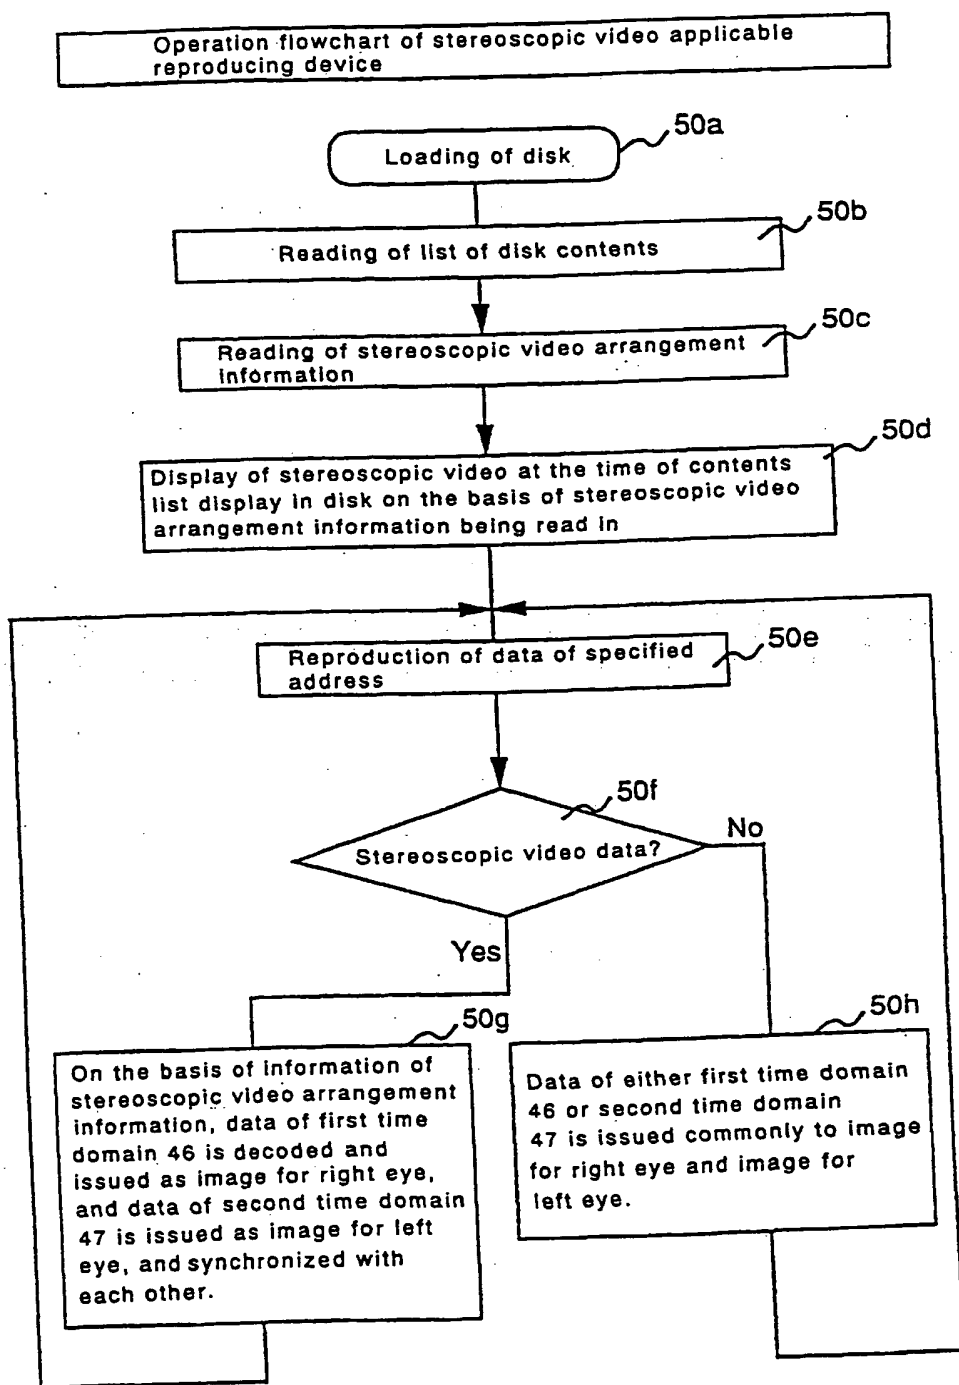 Operation flowchart of stereoscopic video applicable
reproducing device
50a
Loading of disk
50b
Reading of list of disk contents
50c
Reading of stereoscopic video arrangement
information
50d
Display of stereoscopic video at the time of contents
list display in disk on the basis of stereoscopic video
arrangement information being read in
50e
Reproduction of data of specified
address
50f
Stereoscopic video data?
No
Yes
50g
On the basis of information of
stereoscopic video arrangement
information, data of first time
domain 46 is decoded and
issued as image for right eye,
and data of second time domain
47 is issued as image for left
eye, and synchronized with
each other.
50h
Data of either first time domain
46 or second time domain
47 is issued commonly to image
for right eye and image for
left eye.